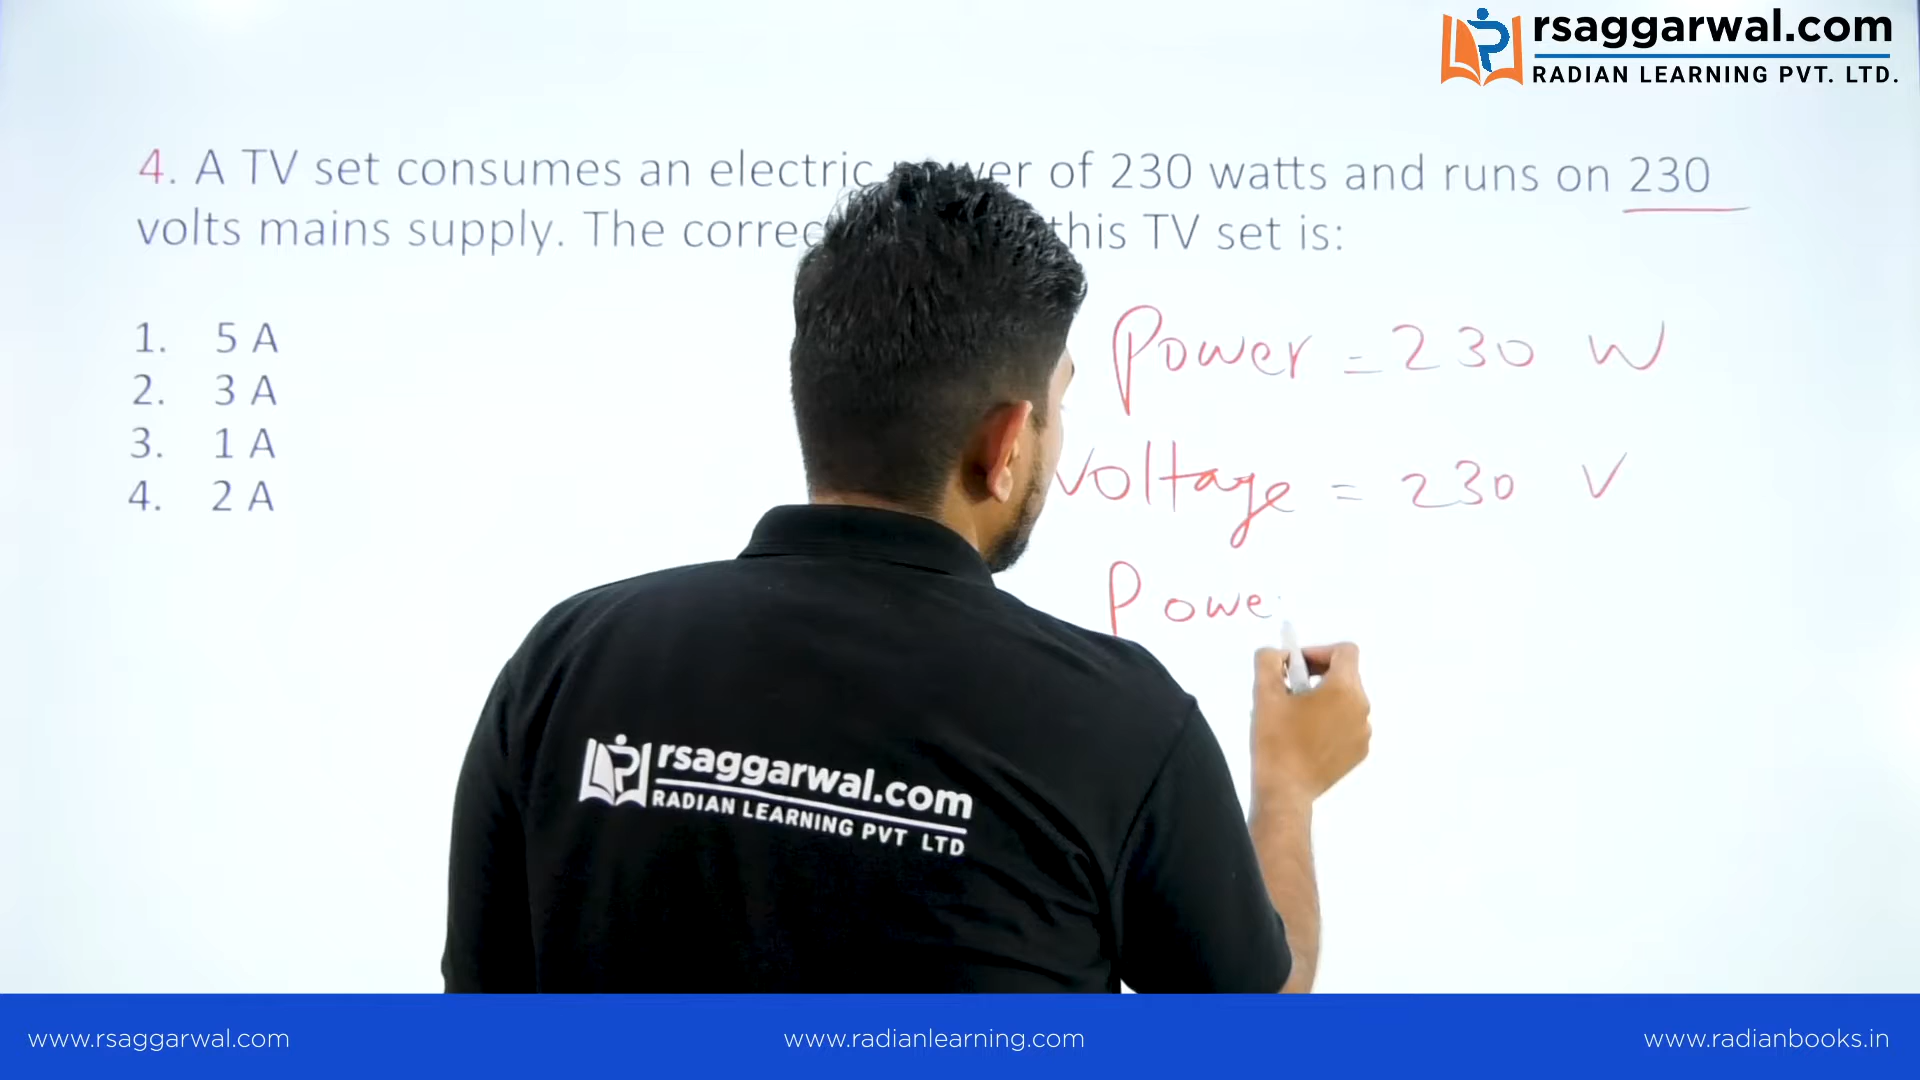 rsaggarwal.com
RADIAN LEARNING PVT. LTD.
4. A TV set consumes an electric power of 230 watts and runs on 230
volts mains supply. The this TV set is:
1. 5 A
2. 3 A
3. 1 A
4. 2 A
Power = 230 W
Voltage = 230 V
Powe
rsaggarwal.com
RADIAN LEARNING PVT LTD
www.rsaggarwal.com
www.radianlearning.com
www.radianbooks.in